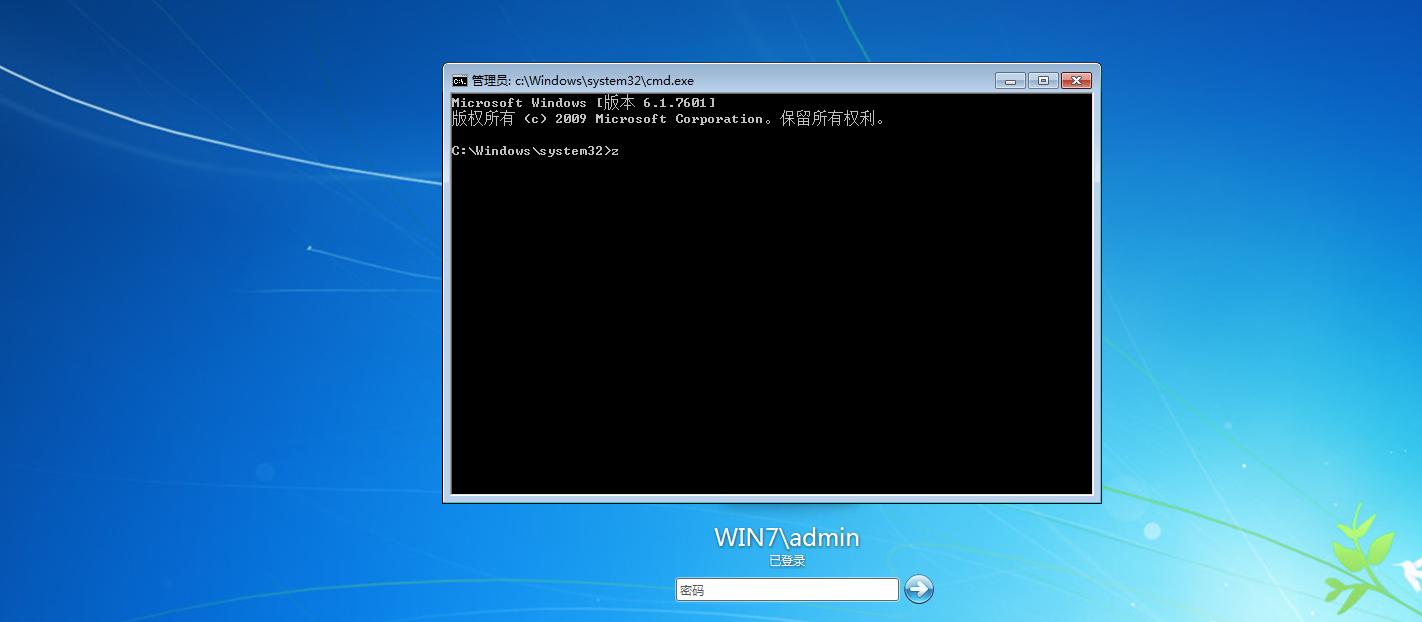 管理员: c:\Windows\system32\cmd.exe
Microsoft Windows [版本 6.1.7601]
版权所有 (c) 2009 Microsoft Corporation。保留所有权利。
C:\Windows\system32>z
WIN7\admin
已登录
密码